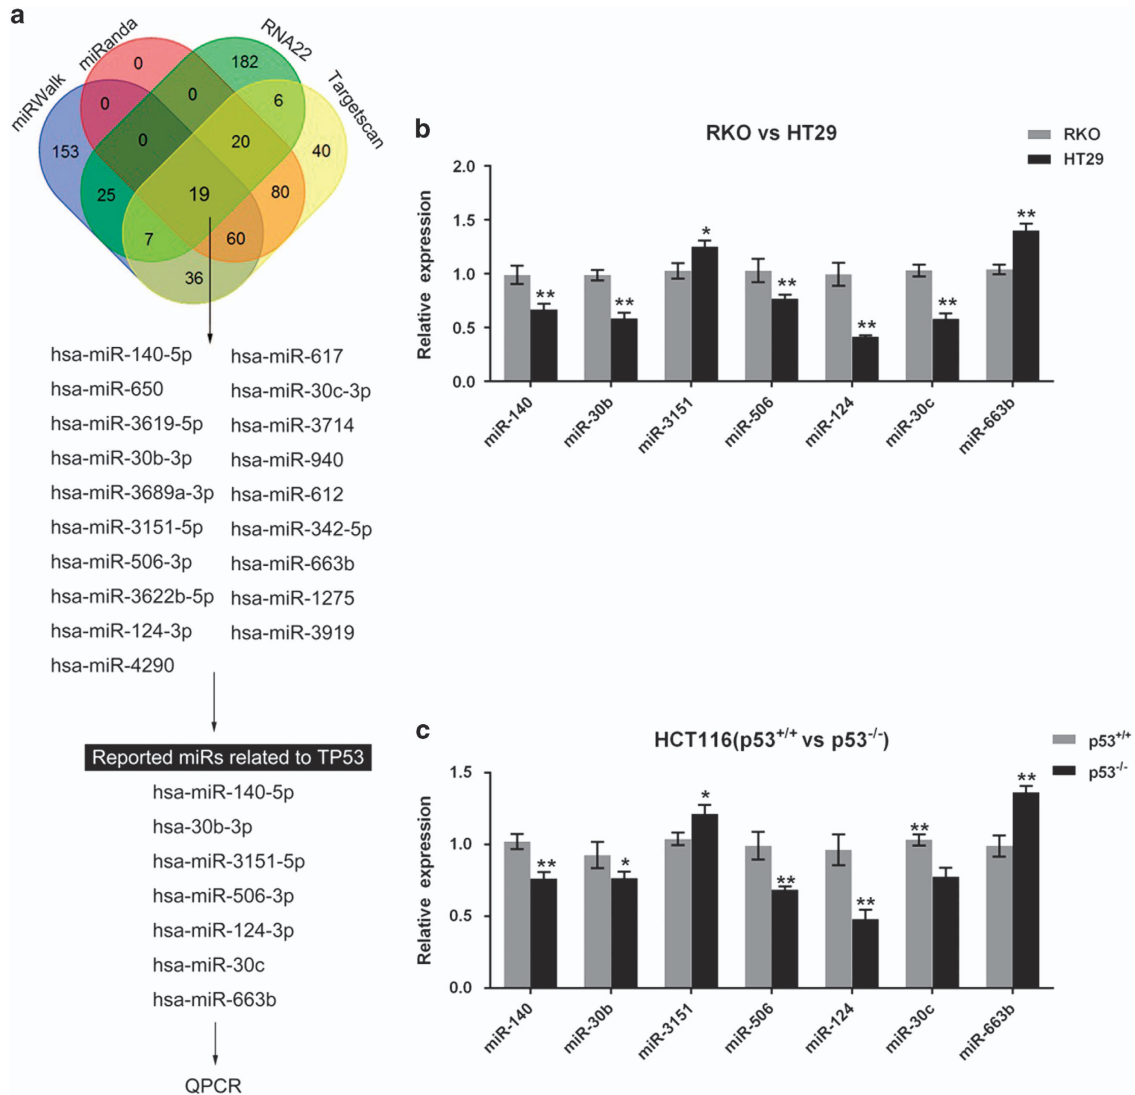 a
miRWalk
miRanda
RNA22
Targetscan
0
182
0
0
6
153
0
20
40
25
19
80
7
60
36
hsa-miR-140-5p
hsa-miR-650
hsa-miR-3619-5p
hsa-miR-30b-3p
hsa-miR-3689a-3p
hsa-miR-3151-5p
hsa-miR-506-3p
hsa-miR-3622b-5p
hsa-miR-124-3p
hsa-miR-4290
hsa-miR-617
hsa-miR-30c-3p
hsa-miR-3714
hsa-miR-940
hsa-miR-612
hsa-miR-342-5p
hsa-miR-663b
hsa-miR-1275
hsa-miR-3919
Reported miRs related to TP53
hsa-miR-140-5p
hsa-30b-3p
hsa-miR-3151-5p
hsa-miR-506-3p
hsa-miR-124-3p
hsa-miR-30c
hsa-miR-663b
QPCR
b
RKO vs HT29
RKO
HT29
Relative expression
2.0
1.5
1.0
0.5
0.0
** ** * ** ** ** **
miR-140
miR-30b
miR-3151
miR-506
miR-124
miR-30c
miR-663b
c
HCT116(p53+/+ vs p53-/-)
p53+/+
p53-/-
Relative expression
1.5
1.0
0.5
0.0
** * * ** ** ** **
miR-140
miR-30b
miR-3151
miR-506
miR-124
miR-30c
miR-663b